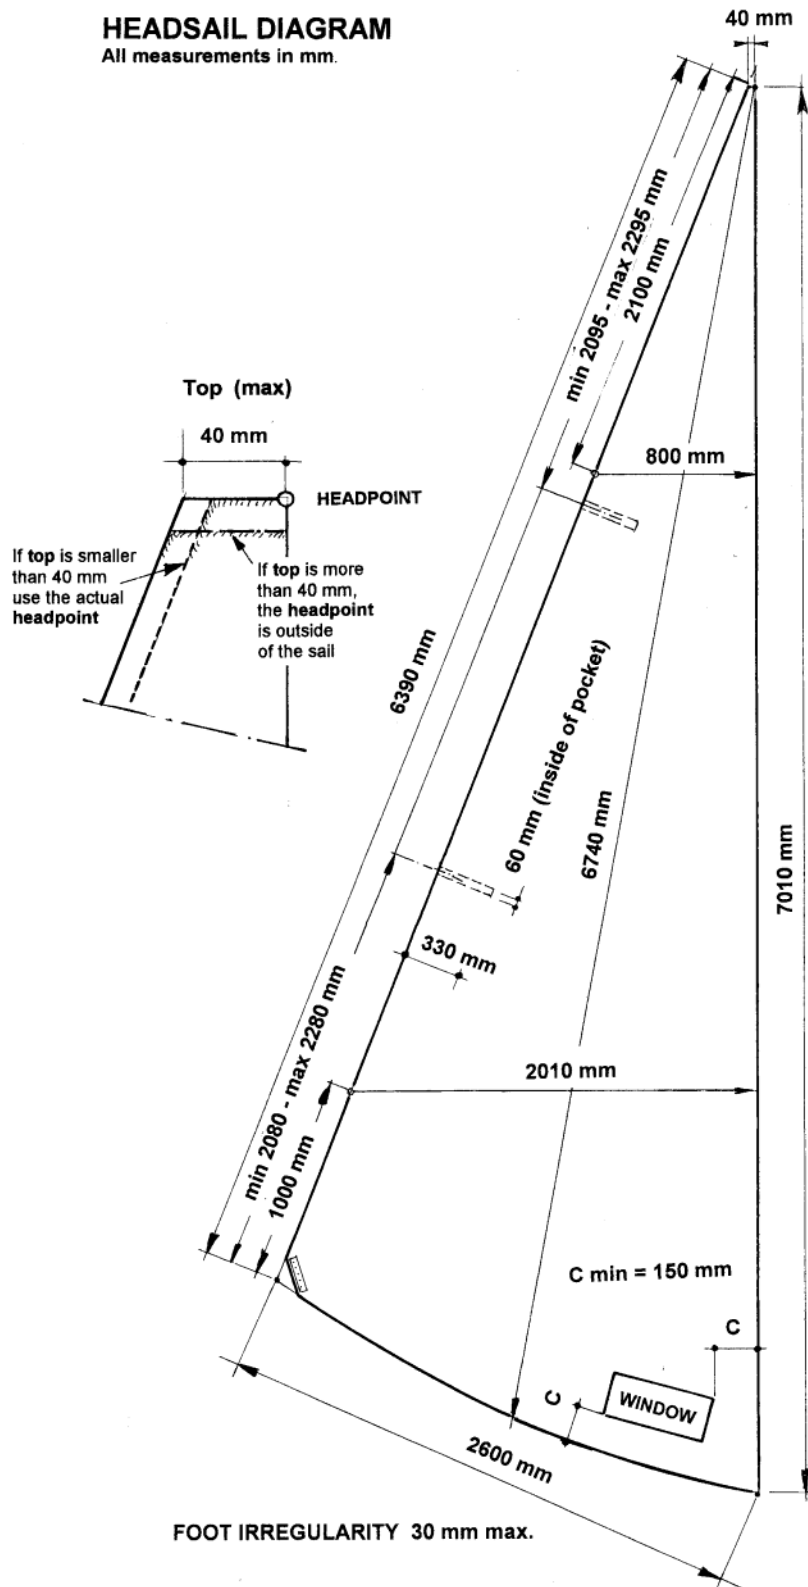 HEADSAIL DIAGRAM
All measurements in mm.
40 mm
min 2095 - max 2295 mm
2100 mm
Top (max)
40 mm
HEADPOINT
If top is smaller
than 40 mm
use the actual
headpoint
If top is more
than 40 mm,
the headpoint
is outside
of the sail
800 mm
6390 mm
60 mm (inside of pocket)
6740 mm
7010 mm
330 mm
min 2080 - max 2280 mm
1000 mm
2010 mm
C min = 150 mm
C
C
WINDOW
2600 mm
FOOT IRREGULARITY 30 mm max.